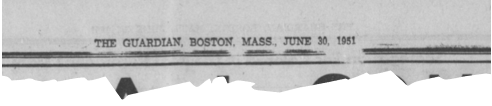 THE GUARDIAN, BOSTON, MASS., JUNE 30, 1951